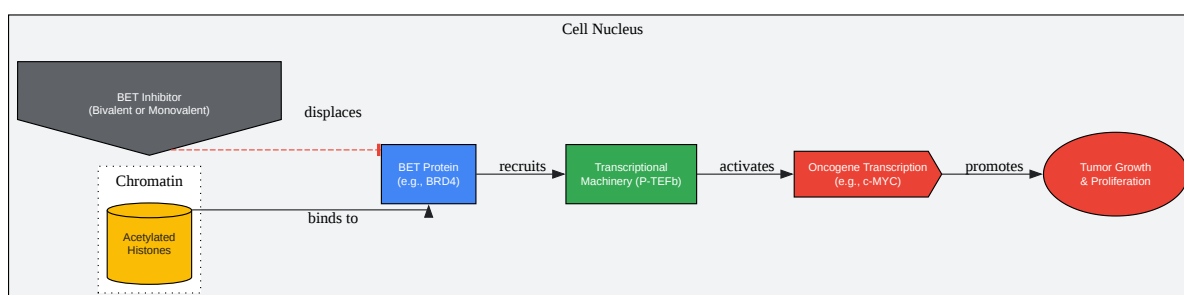 Cell Nucleus
BET Inhibitor
(Bivalent or Monovalent)
displaces
Chromatin
Acetylated
Histones
binds to
BET Protein
(e.g., BRD4)
recruits
Transcriptional
Machinery (P-TEFb)
activates
Oncogene Transcription
(e.g., c-MYC)
promotes
Tumor Growth
& Proliferation